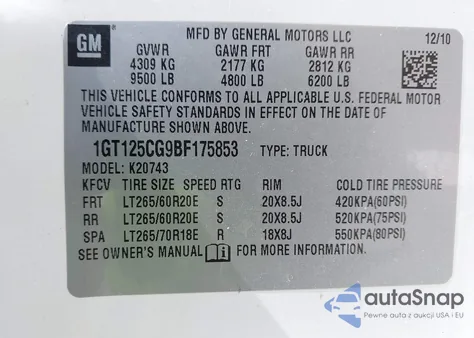 GM
MFD BY GENERAL MOTORS LLC
12/10
GVWR GAWR FRT GAWR RR
4309 KG 2177 KG 2812 KG
9500 LB 4800 LB 6200 LB
THIS VEHICLE CONFORMS TO ALL APPLICABLE U.S. FEDERAL MOTOR
VEHICLE SAFETY STANDARDS IN EFFECT ON THE DATE OF
MANUFACTURE SHOWN ABOVE.
1GT125CG9BF175853 TYPE: TRUCK
MODEL: K20743
KFCV TIRE SIZE SPEED RTG RIM COLD TIRE PRESSURE
FRT LT265/60R20E S 20X8.5J 420KPA(60PSI)
RR LT265/60R20E S 20X8.5J 520KPA(75PSI)
SPA LT265/70R18E R 18X8J 550KPA(80PSI)
SEE OWNER'S MANUAL i FOR MORE INFORMATION.
autoSnap
Pewne auta z aukcji USA i EU